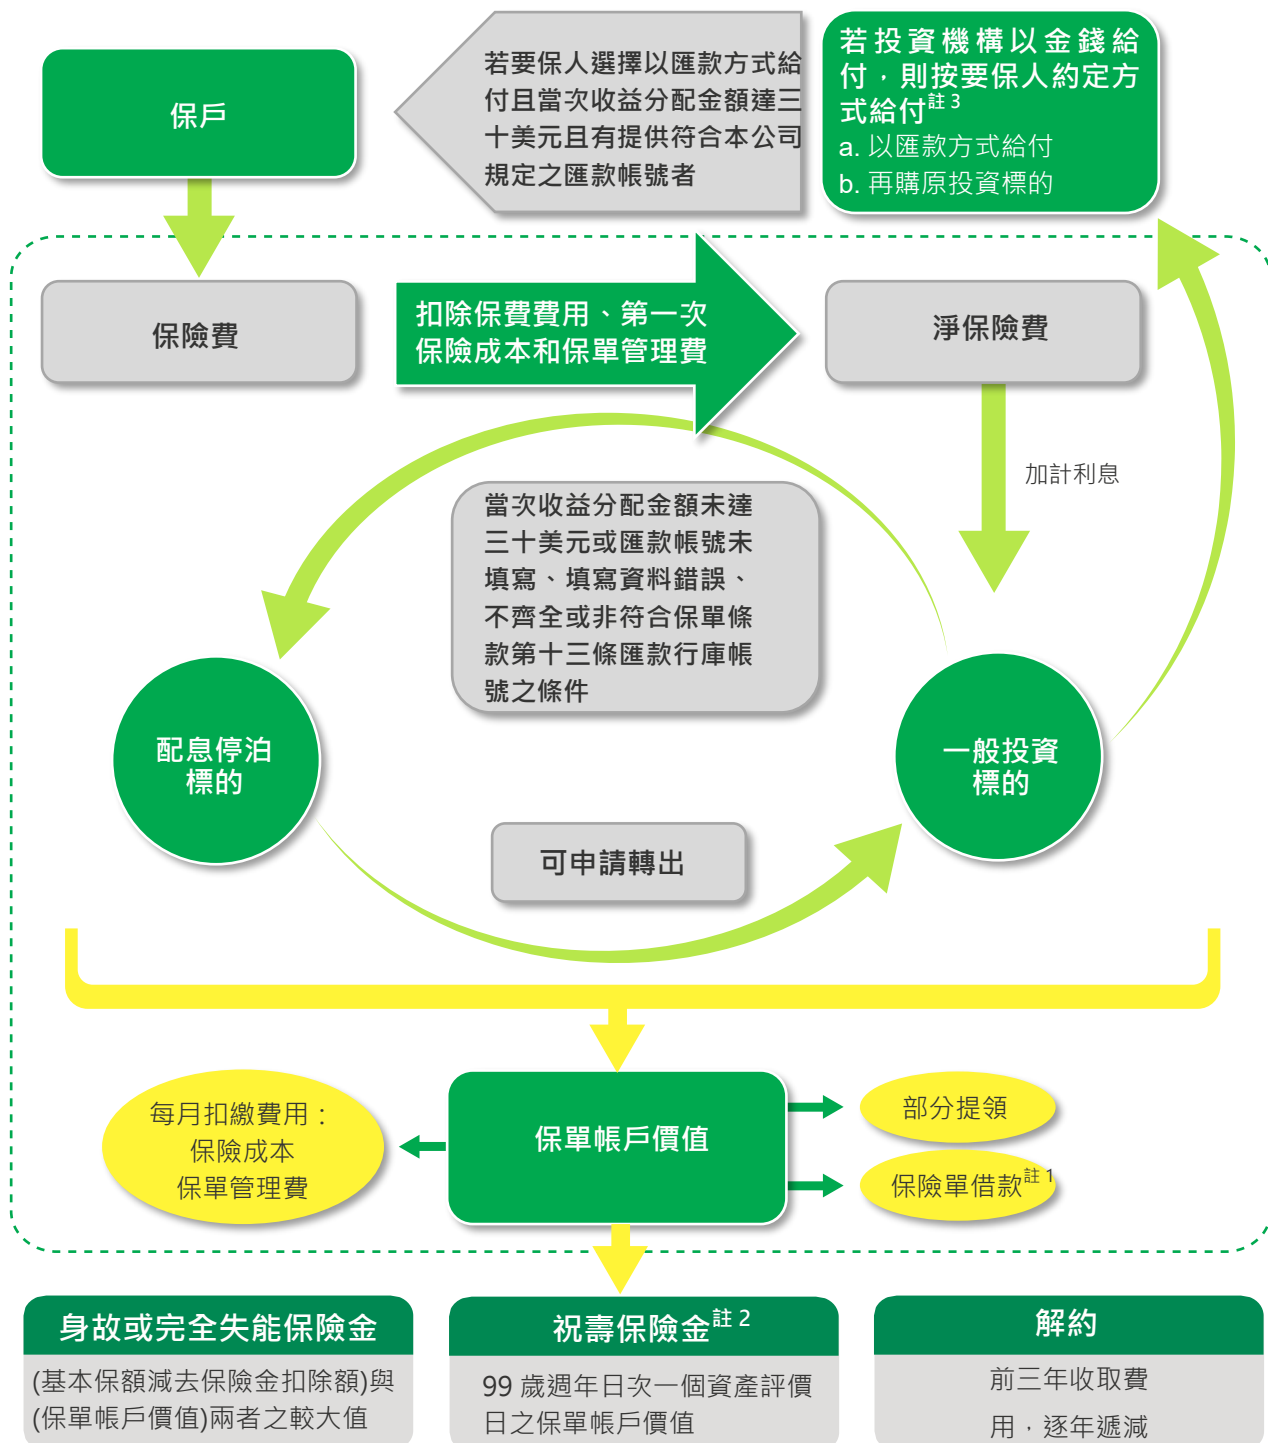 保戶
若要保人選擇以匯款方式給
付且當次收益分配金額達三
十美元且有提供符合本公司
規定之匯款帳號者
若投資機構以金錢給
付，則按要保人約定方
式給付註 3
a. 以匯款方式給付
b. 再購原投資標的
保險費
扣除保費費用、第一次
保險成本和保單管理費
淨保險費
加計利息
當次收益分配金額未達
三十美元或匯款帳號未
填寫、填寫資料錯誤、
不齊全或非符合保單條
款第十三條匯款行庫帳
號之條件
配息停泊
標的
一般投資
標的
可申請轉出
每月扣繳費用：
保險成本
保單管理費
保單帳戶價值
部分提領
保險單借款註 1
身故或完全失能保險金
(基本保額減去保險金扣除額)與
(保單帳戶價值)兩者之較大值
祝壽保險金註 2
99 歲週年日次一個資產評價
日之保單帳戶價值
解約
前三年收取費
用，逐年遞減